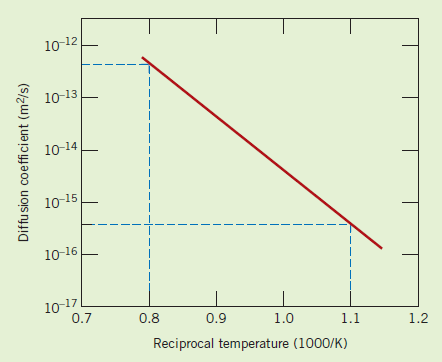 Diffusion coefficient (m²/s)
10⁻¹²
10⁻¹³
10⁻¹⁴
10⁻¹⁵
10⁻¹⁶
10⁻¹⁷
0.7 0.8 0.9 1.0 1.1 1.2
Reciprocal temperature (1000/K)